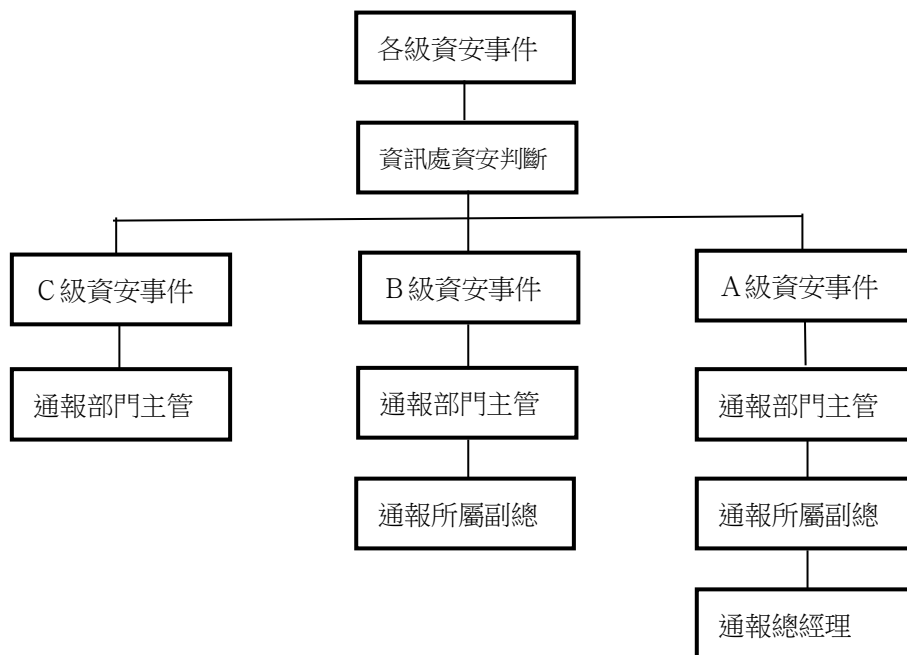 各級資安事件
資訊處資安判斷
C級資安事件
B級資安事件
A級資安事件
通報部門主管
通報部門主管
通報部門主管
通報所屬副總
通報所屬副總
通報總經理